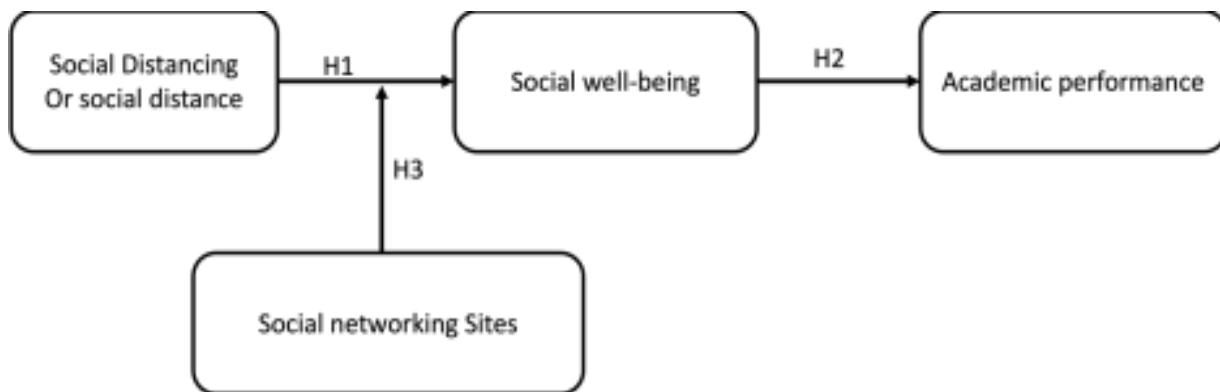 Social Distancing
Or social distance
H1
Social well-being
H2
Academic performance
H3
Social networking Sites